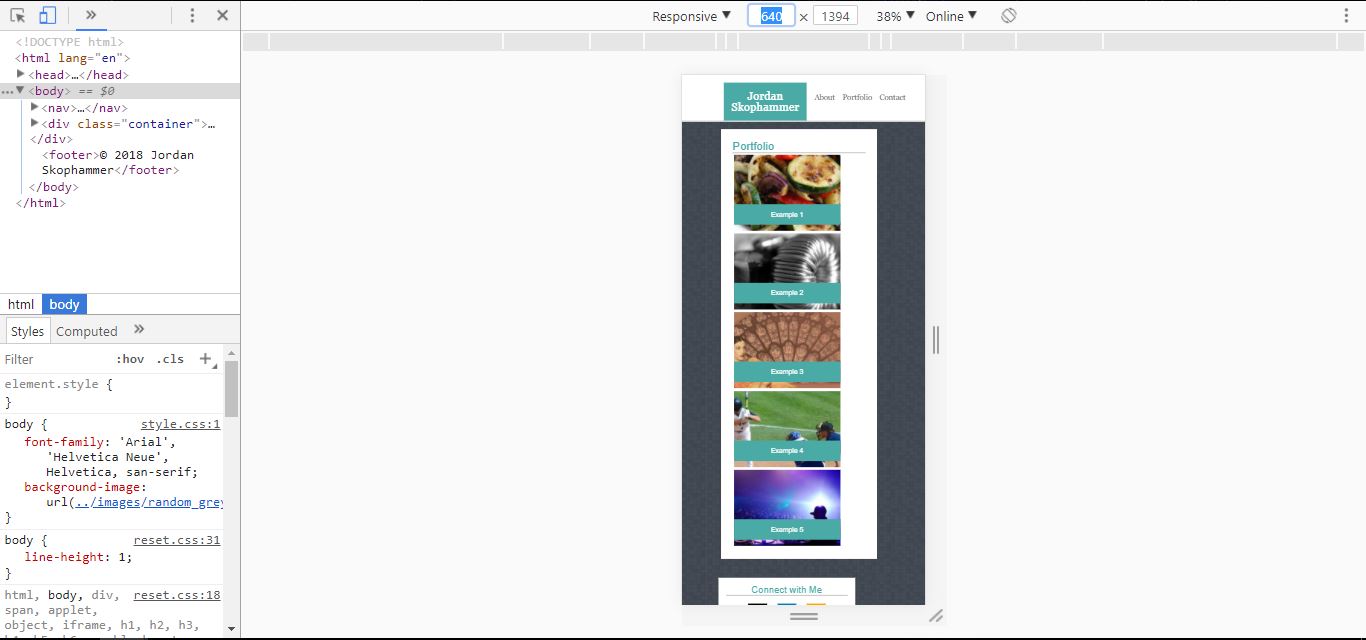 Responsive ▼ 640 × 1394 38% ▼ Online ▼
<!DOCTYPE html>
<html lang="en">
▶<head>…</head>
…▼<body> == $0
▶<nav>…</nav>
▶<div class="container">…
</div>
<footer>© 2018 Jordan
Skophammer</footer>
</body>
</html>
html body
Styles Computed »
Filter :hov .cls +
element.style {
}
body { style.css:1
font-family: 'Arial',
'Helvetica Neue',
Helvetica, san-serif;
background-image:
url(../images/random_grey
}
body { reset.css:31
line-height: 1;
}
html, body, div, reset.css:18
span, applet,
object, iframe, h1, h2, h3,
Jordan
Skophammer
About Portfolio Contact
Portfolio
Example 1
Example 2
Example 3
Example 4
Example 5
Connect with Me